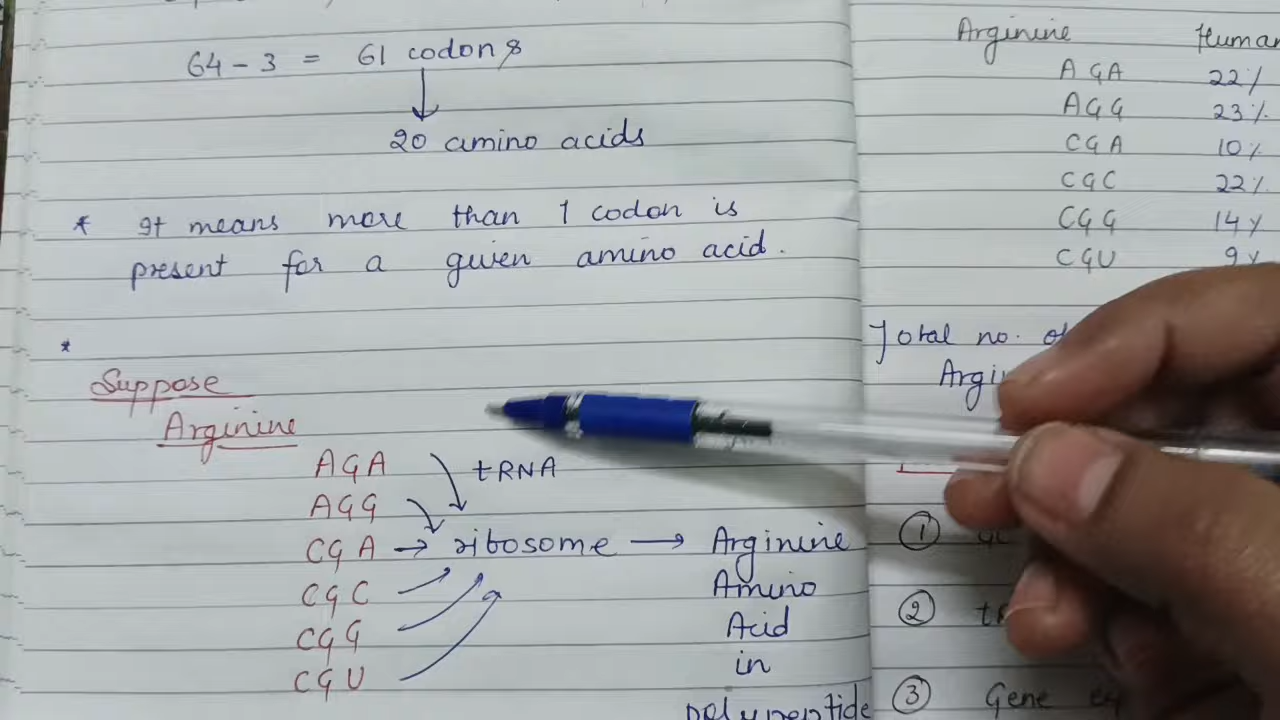 64 - 3 = 61 codons
20 amino acids
* It means more than 1 codon is
present for a given amino acid.
*
Suppose
Arginine
AGA
tRNA
AGG
CGA → ribosome → Arginine
CGC Amino
CGG Acid
CGU in
polypeptide
Arginine Human
AGA 22%
AGG 23%
CGA 10%
CGC 22%
CGG 14%
CGU 9%
Total no. of
①
②
③ Gene